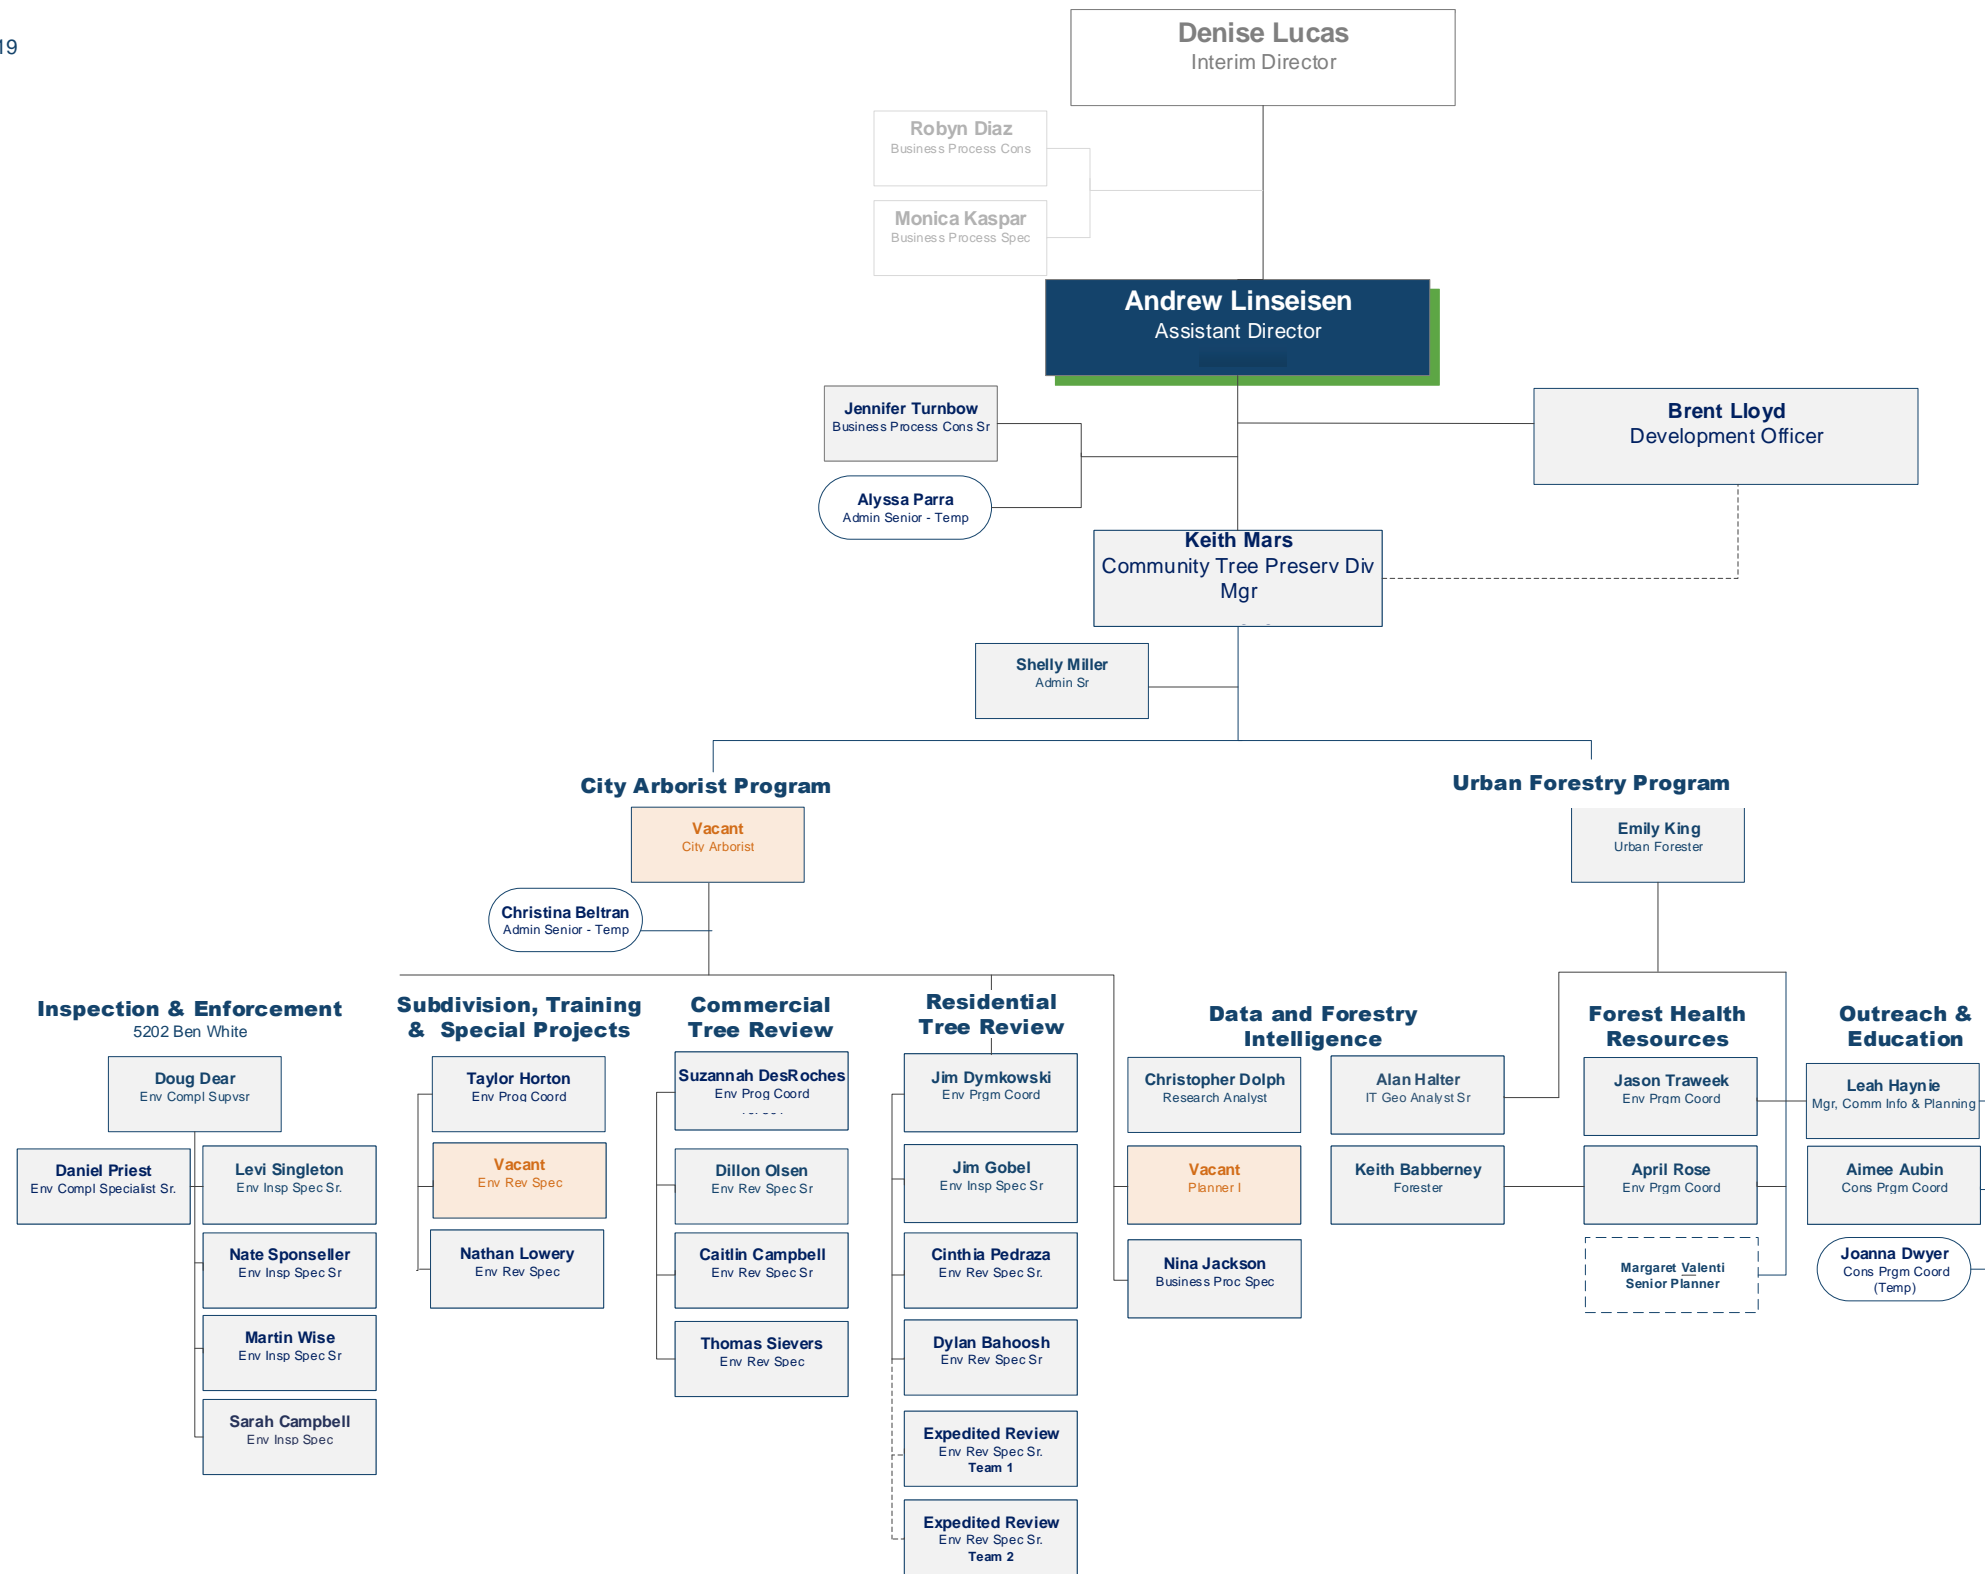 19
Denise Lucas
Interim Director
Robyn Diaz
Business Process Cons
Monica Kaspar
Business Process Spec
Andrew Linseisen
Assistant Director
Jennifer Turnbow
Business Process Cons Sr
Brent Lloyd
Development Officer
Alyssa Parra
Admin Senior - Temp
Keith Mars
Community Tree Preserv Div
Mgr
Shelly Miller
Admin Sr
City Arborist Program
Vacant
City Arborist
Christina Beltran
Admin Senior - Temp
Urban Forestry Program
Emily King
Urban Forester
Inspection & Enforcement
5202 Ben White
Doug Dear
Env Compl Supvsr
Daniel Priest
Env Compl Specialist Sr.
Levi Singleton
Env Insp Spec Sr.
Nate Sponseller
Env Insp Spec Sr
Martin Wise
Env Insp Spec Sr
Sarah Campbell
Env Insp Spec
Subdivision, Training
& Special Projects
Taylor Horton
Env Prog Coord
Vacant
Env Rev Spec
Nathan Lowery
Env Rev Spec
Commercial
Tree Review
Suzannah DesRoches
Env Prog Coord
Dillon Olsen
Env Rev Spec Sr
Caitlin Campbell
Env Rev Spec Sr
Thomas Sievers
Env Rev Spec
Residential
Tree Review
Jim Dymkowski
Env Prgm Coord
Jim Gobel
Env Insp Spec Sr
Cinthia Pedraza
Env Rev Spec Sr.
Dylan Bahoosh
Env Rev Spec Sr
Expedited Review
Env Rev Spec Sr.
Team 1
Expedited Review
Env Rev Spec Sr.
Team 2
Data and Forestry
Intelligence
Christopher Dolph
Research Analyst
Vacant
Planner I
Nina Jackson
Business Proc Spec
Alan Halter
IT Geo Analyst Sr
Keith Babberney
Forester
Forest Health
Resources
Jason Traweek
Env Prgm Coord
April Rose
Env Prgm Coord
Margaret Valenti
Senior Planner
Outreach &
Education
Leah Haynie
Mgr, Comm Info & Planning
Aimee Aubin
Cons Prgm Coord
Joanna Dwyer
Cons Prgm Coord
(Temp)